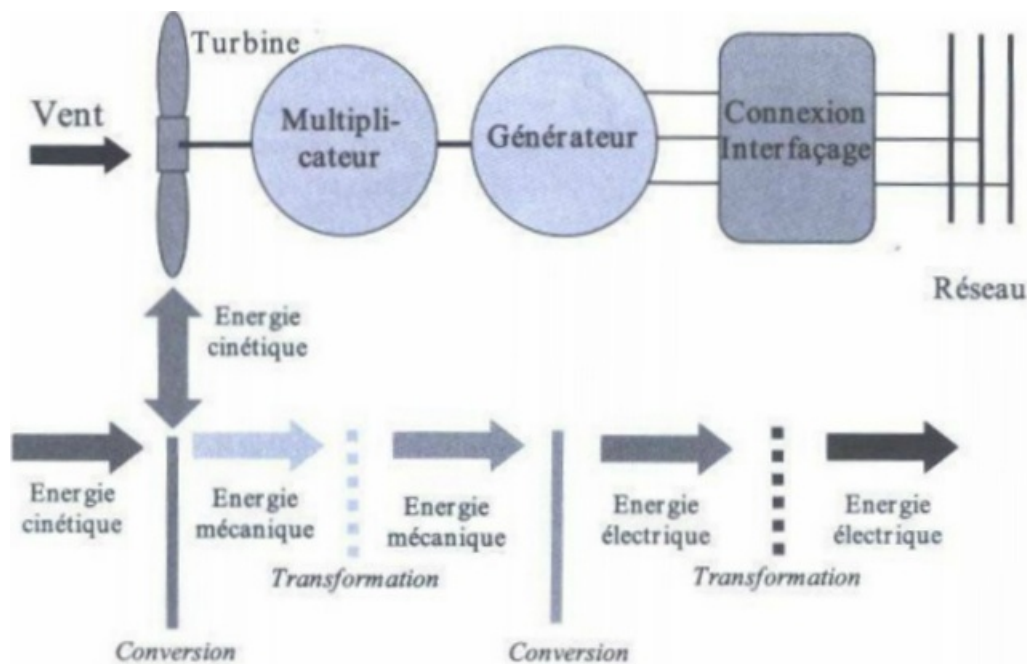 Turbine
Vent
Multipli-
cateur
Générateur
Connexion
Interfaçage
Réseau
Energie
cinétique
Energie
cinétique
Energie
mécanique
Transformation
Energie
mécanique
Energie
électrique
Transformation
Energie
électrique
Conversion
Conversion